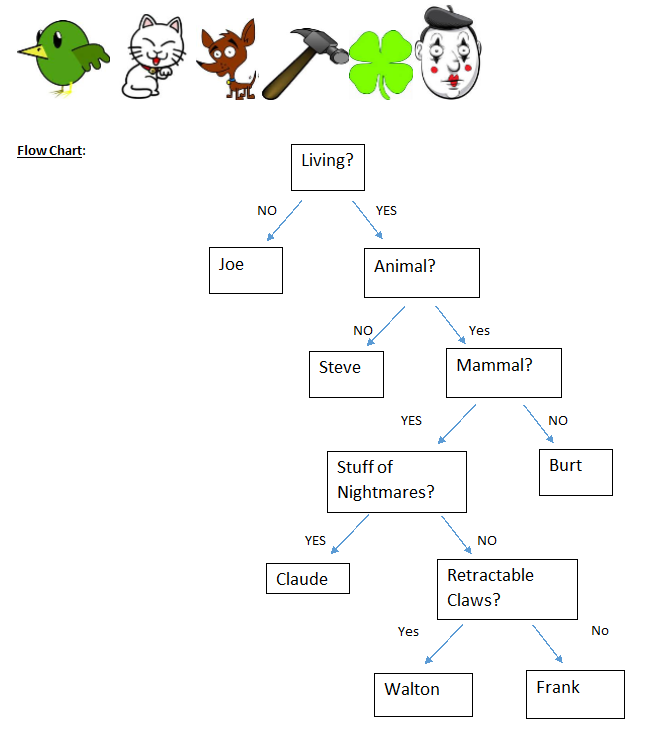 Flow Chart:
Living?
NO
YES
Joe
Animal?
NO
Yes
Steve
Mammal?
YES
NO
Stuff of
Nightmares?
Burt
YES
NO
Claude
Retractable
Claws?
Yes
No
Walton
Frank